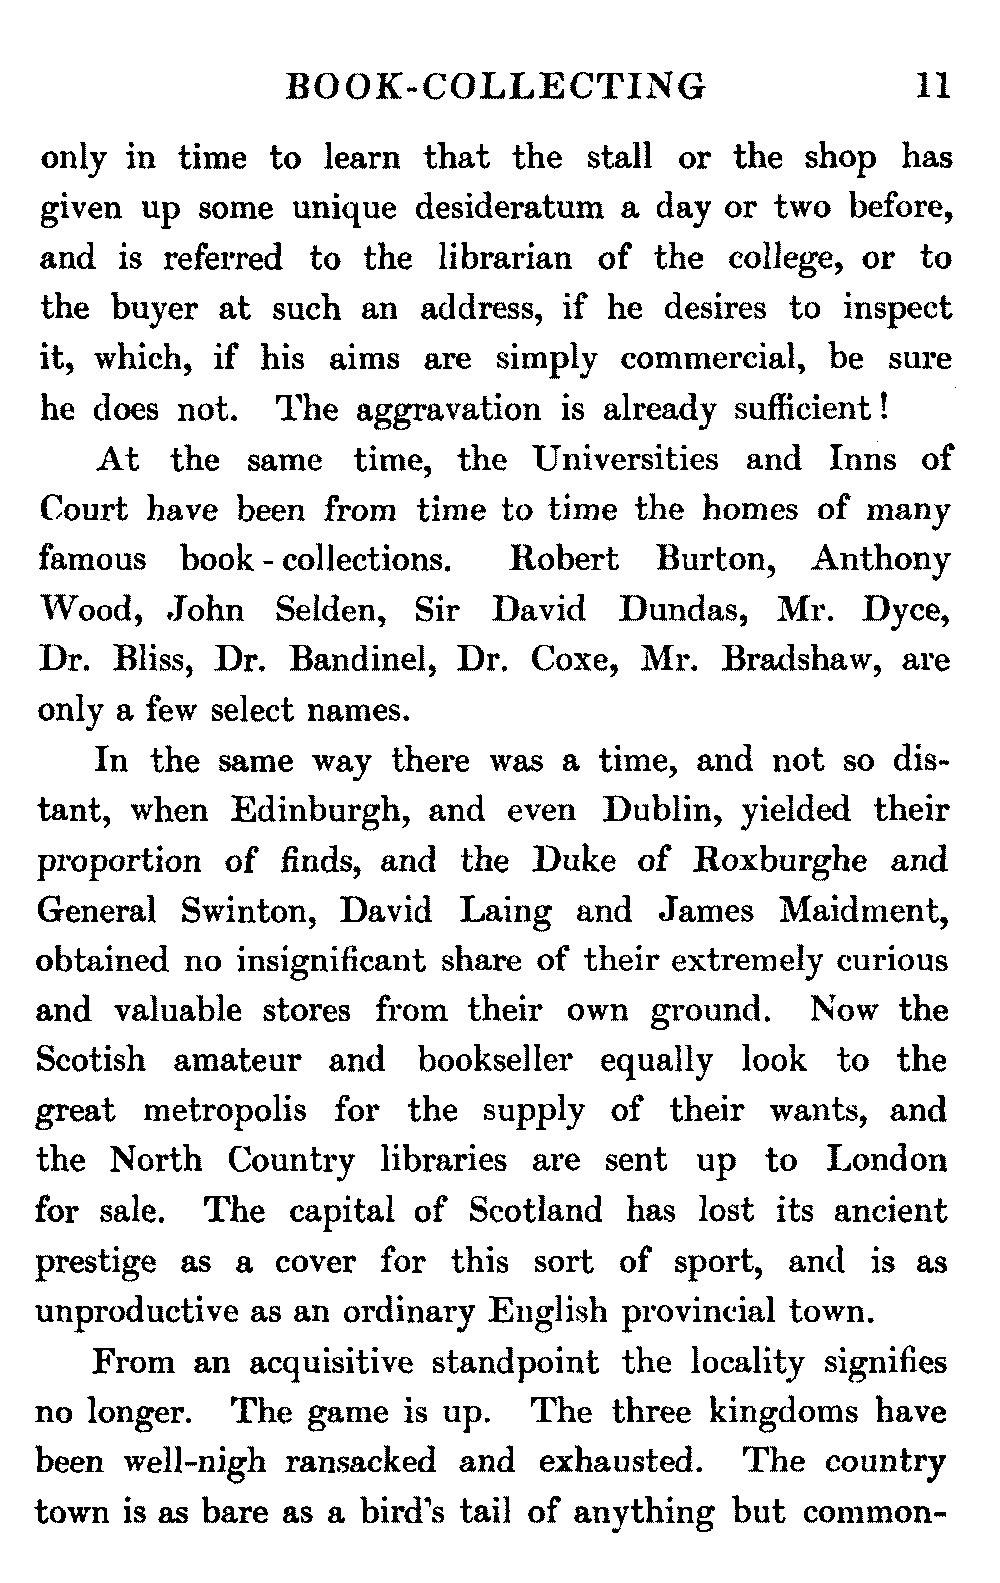 BOOK-COLLECTING 11
only in time to learn that the stall or the shop has
given up some unique desideratum a day or two before,
and is referred to the librarian of the college, or to
the buyer at such an address, if he desires to inspect
it, which, if his aims are simply commercial, be sure
he does not. The aggravation is already sufficient!
At the same time, the Universities and Inns of
Court have been from time to time the homes of many
famous book-collections. Robert Burton, Anthony
Wood, John Selden, Sir David Dundas, Mr. Dyce,
Dr. Bliss, Dr. Bandinel, Dr. Coxe, Mr. Bradshaw, are
only a few select names.
In the same way there was a time, and not so dis-
tant, when Edinburgh, and even Dublin, yielded their
proportion of finds, and the Duke of Roxburghe and
General Swinton, David Laing and James Maidment,
obtained no insignificant share of their extremely curious
and valuable stores from their own ground. Now the
Scotish amateur and bookseller equally look to the
great metropolis for the supply of their wants, and
the North Country libraries are sent up to London
for sale. The capital of Scotland has lost its ancient
prestige as a cover for this sort of sport, and is as
unproductive as an ordinary English provincial town.
From an acquisitive standpoint the locality signifies
no longer. The game is up. The three kingdoms have
been well-nigh ransacked and exhausted. The country
town is as bare as a bird's tail of anything but common-